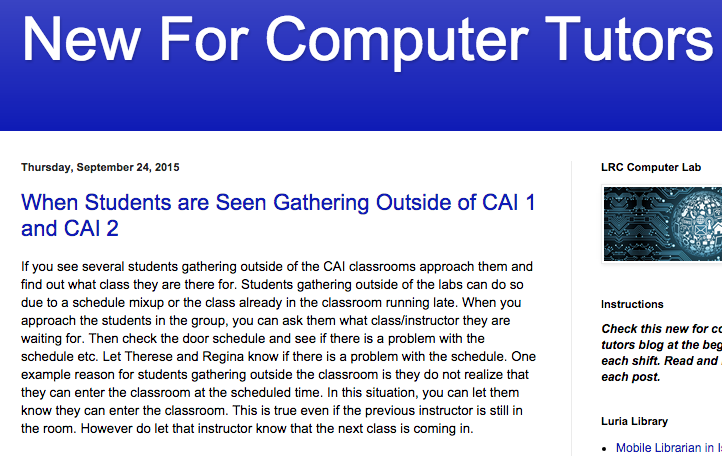 New For Computer Tutors
Thursday, September 24, 2015
When Students are Seen Gathering Outside of CAI 1
and CAI 2
If you see several students gathering outside of the CAI classrooms approach them and
find out what class they are there for. Students gathering outside of the labs can do so
due to a schedule mixup or the class already in the classroom running late. When you
approach the students in the group, you can ask them what class/instructor they are
waiting for. Then check the door schedule and see if there is a problem with the
schedule etc. Let Therese and Regina know if there is a problem with the schedule. One
example reason for students gathering outside the classroom is they do not realize that
they can enter the classroom at the scheduled time. In this situation, you can let them
know they can enter the classroom. This is true even if the previous instructor is still in
the room. However do let that instructor know that the next class is coming in.
LRC Computer Lab
Instructions
Check this new for co
tutors blog at the beg
each shift. Read and
each post.
Luria Library
Mobile Librarian in